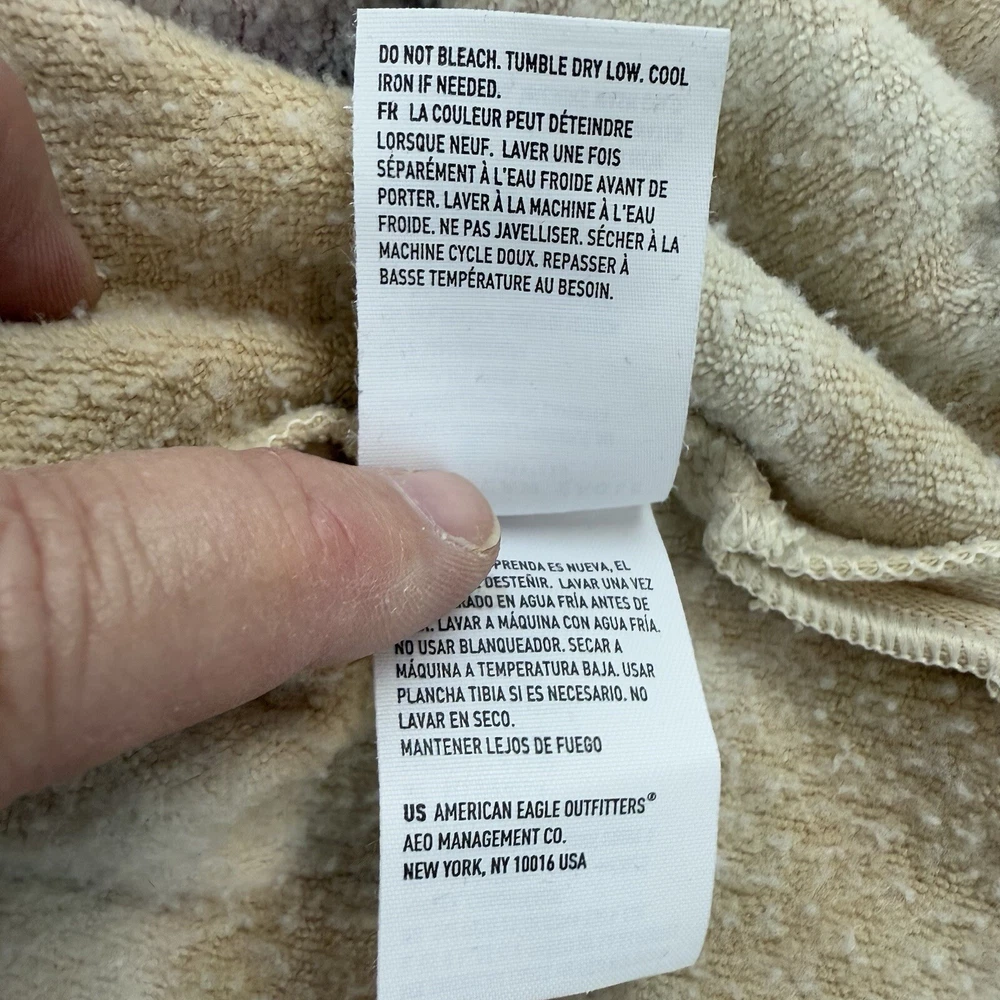 DO NOT BLEACH. TUMBLE DRY LOW. COOL
IRON IF NEEDED.
FR LA COULEUR PEUT DÉTEINDRE
LORSQUE NEUF. LAVER UNE FOIS
SÉPARÉMENT À L'EAU FROIDE AVANT DE
PORTER. LAVER À LA MACHINE À L'EAU
FROIDE. NE PAS JAVELLISER. SÉCHER À LA
MACHINE CYCLE DOUX. REPASSER À
BASSE TEMPÉRATURE AU BESOIN.
PRENDA ES NUEVA, EL
DESTEÑIR. LAVAR UNA VEZ
EN AGUA FRÍA ANTES DE
LAVAR A MÁQUINA CON AGUA FRÍA.
NO USAR BLANQUEADOR. SECAR A
MÁQUINA A TEMPERATURA BAJA. USAR
PLANCHA TIBIA SI ES NECESARIO. NO
LAVAR EN SECO.
MANTENER LEJOS DE FUEGO
US AMERICAN EAGLE OUTFITTERS®
AEO MANAGEMENT CO.
NEW YORK, NY 10016 USA